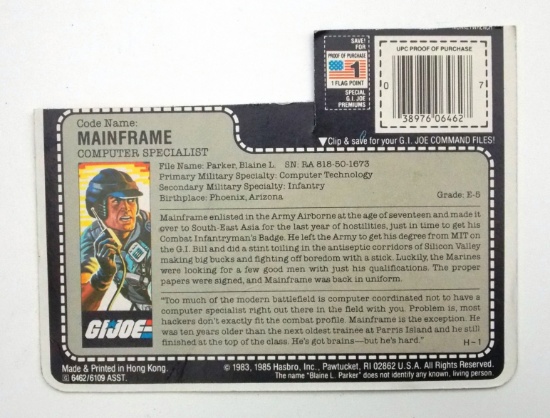 SAVE!
FOR
PROOF OF PURCHASE
1
1 FLAG POINT
SPECIAL
G.I. JOE
PREMIUMS
UPC PROOF OF PURCHASE
0
7
38976 06462
▼Clip & save for your G.I. JOE COMMAND FILES!
Code Name:
MAINFRAME
COMPUTER SPECIALIST
File Name: Parker, Blaine L. SN: RA 818-50-1673
Primary Military Specialty: Computer Technology
Secondary Military Specialty: Infantry
Birthplace: Phoenix, Arizona Grade: E-5
Mainframe enlisted in the Army Airborne at the age of seventeen and made it
over to South-East Asia for the last year of hostilities, just in time to get his
Combat Infantryman's Badge. He left the Army to get his degree from MIT on
the G.I. Bill and did a stint toiling in the antiseptic corridors of Silicon Valley
making big bucks and fighting off boredom with a stick. Luckily, the Marines
were looking for a few good men with just his qualifications. The proper
papers were signed, and Mainframe was back in uniform.
"Too much of the modern battlefield is computer coordinated not to have a
computer specialist right out there in the field with you. Problem is, most
hackers don't exactly fit the combat profile. Mainframe is the exception. He
was ten years older than the next oldest trainee at Parris Island and he still
finished at the top of the class. He's got brains—but he's hard."
H-1
G.I. JOE
Made & Printed in Hong Kong.
6462/6109 ASST.
© 1983, 1985 Hasbro, Inc., Pawtucket, RI 02862 U.S.A. All Rights Reserved.
The name "Blaine L. Parker" does not identify any known, living person.